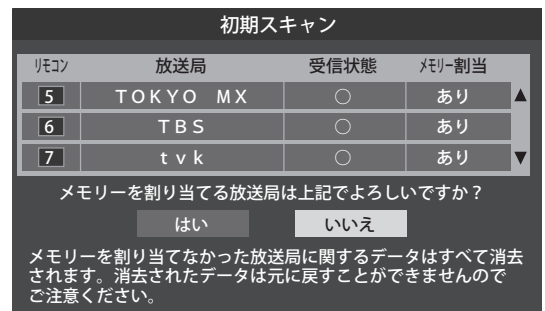 初期スキャン
ﾘﾓｺﾝ 放送局 受信状態 ﾒﾓﾘｰ割当
5 ＴＯＫＹＯ　ＭＸ ○ あり ▲
6 ＴＢＳ ○ あり
7 ｔｖｋ ○ あり ▼
メモリーを割り当てる放送局は上記でよろしいですか？
はい いいえ
メモリーを割り当てなかった放送局に関するデータはすべて消去
されます。消去されたデータは元に戻すことができませんので
ご注意ください。